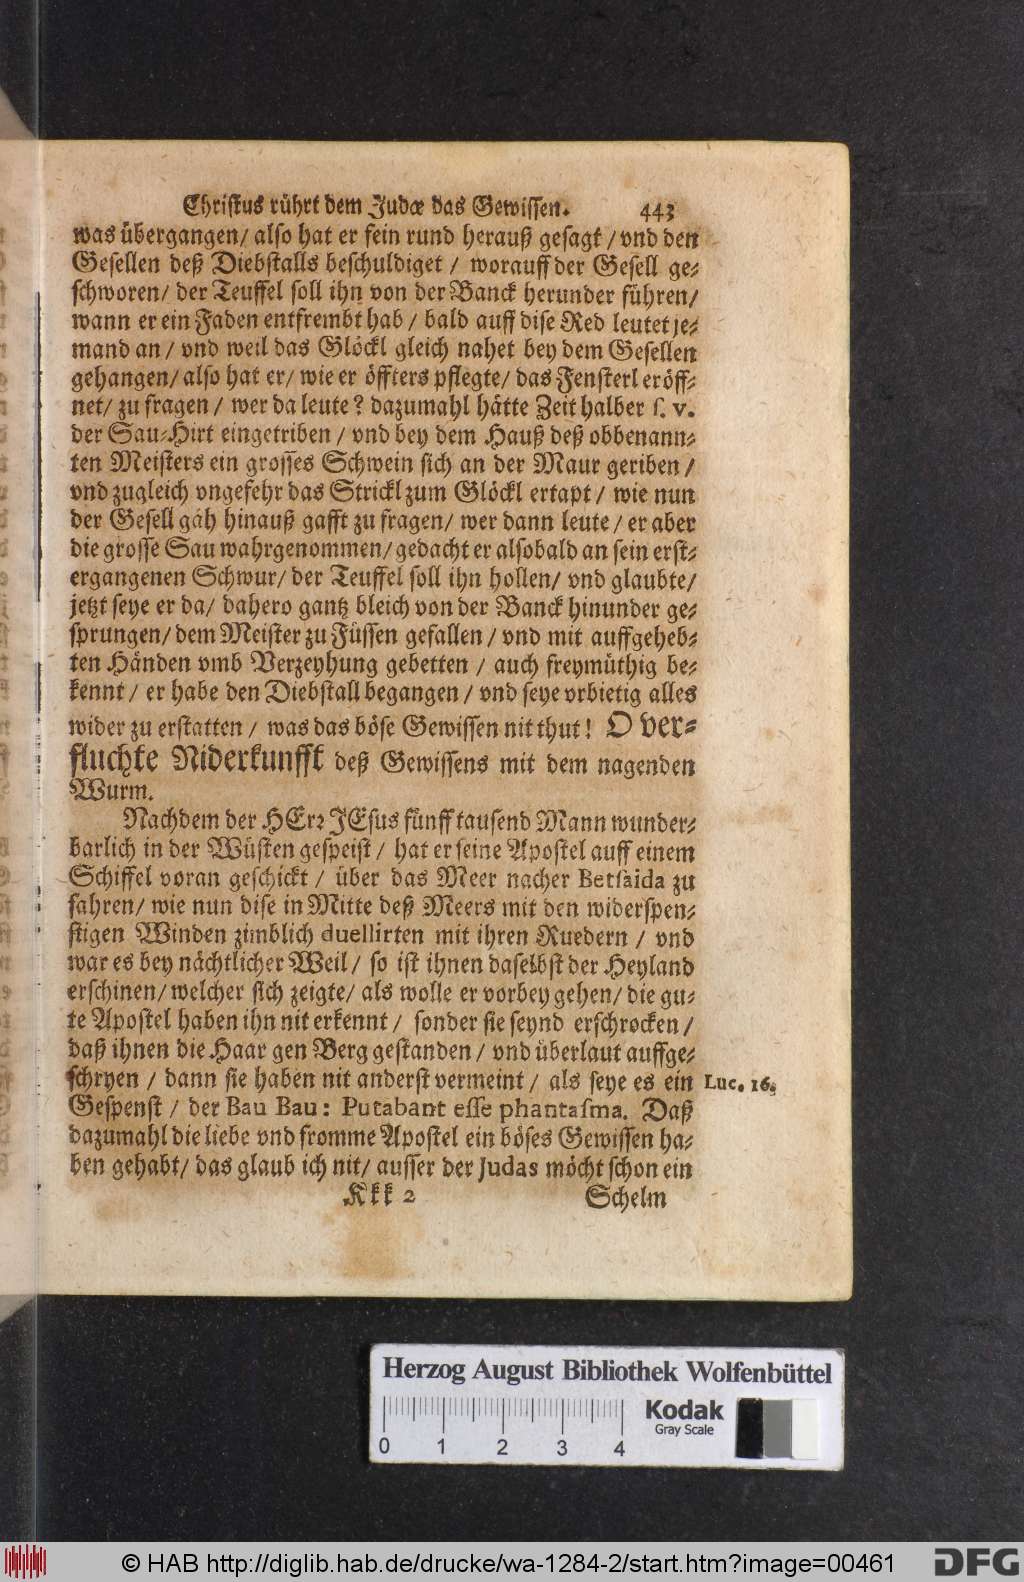 Christus rührt dem Judæ das Gewissen. 443
was übergangen/ also hat er fein rund herauß gesagt / vnd den
Gesellen deß Diebstalls beschuldiget / worauff der Gesell ge-
schworen/ der Teuffel soll ihn von der Banck herunder führen/
wann er ein Faden entfrembt hab / bald auff dise Red leutet je-
mand an / vnd weil das Glöckl gleich nahet bey dem Gesellen
gehangen/ also hat er/ wie er öffters pflegte/ das Fensterl eröff-
net/ zu fragen / wer da leute? dazumahl hätte Zeit halber s. v.
der Sau-Hirt eingetriben / vnd bey dem Hauß deß obbenann-
ten Meisters ein grosses Schwein sich an der Maur geriben /
vnd zugleich vngefehr das Strickl zum Glöckl ertapt / wie nun
der Gesell gäh hinauß gafft zu fragen/ wer dann leute / er aber
die grosse Sau wahrgenommen/ gedacht er alsobald an sein erst-
ergangenen Schwur/ der Teuffel soll ihn hollen/ vnd glaubte/
jetzt seye er da/ dahero gantz bleich von der Banck hinunder ge-
sprungen/ dem Meister zu Füssen gefallen / vnd mit auffgeheb-
ten Händen vmb Verzeyhung gebetten / auch freymüthig be-
kennt / er habe den Diebstall begangen / vnd seye vrbietig alles
wider zu erstatten / was das böse Gewissen nit thut! O ver-
fluchte Niderkunfft deß Gewissens mit dem nagenden
Wurm.
Nachdem der HErr JEsus fünff tausend Mann wunder-
barlich in der Wüsten gespeist / hat er seine Apostel auff einem
Schiffel voran geschickt / über das Meer nacher Betsaida zu
fahren/ wie nun dise in Mitte deß Meers mit den widerspen-
stigen Winden zimblich duellirten mit ihren Ruedern / vnd
war es bey nächtlicher Weil / so ist ihnen daselbst der Heyland
erschinen/ welcher sich zeigte/ als wolle er vorbey gehen/ die gu-
te Apostel haben ihn nit erkennt / sonder sie seynd erschrocken /
daß ihnen die Haar gen Berg gestanden / vnd überlaut auffge-
schryen / dann sie haben nit anderst vermeint / als seye es ein Luc. 16.
Gespenst / der Bau Bau: Putabant esse phantasma. Daß
dazumahl die liebe vnd fromme Apostel ein böses Gewissen ha-
ben gehabt/ das glaub ich nit/ ausser der Judas möcht schon ein
Kkk 2 Schelm
Herzog August Bibliothek Wolfenbüttel
0 1 2 3 4
Kodak
Gray Scale
© HAB http://diglib.hab.de/drucke/wa-1284-2/start.htm?image=00461
DFG